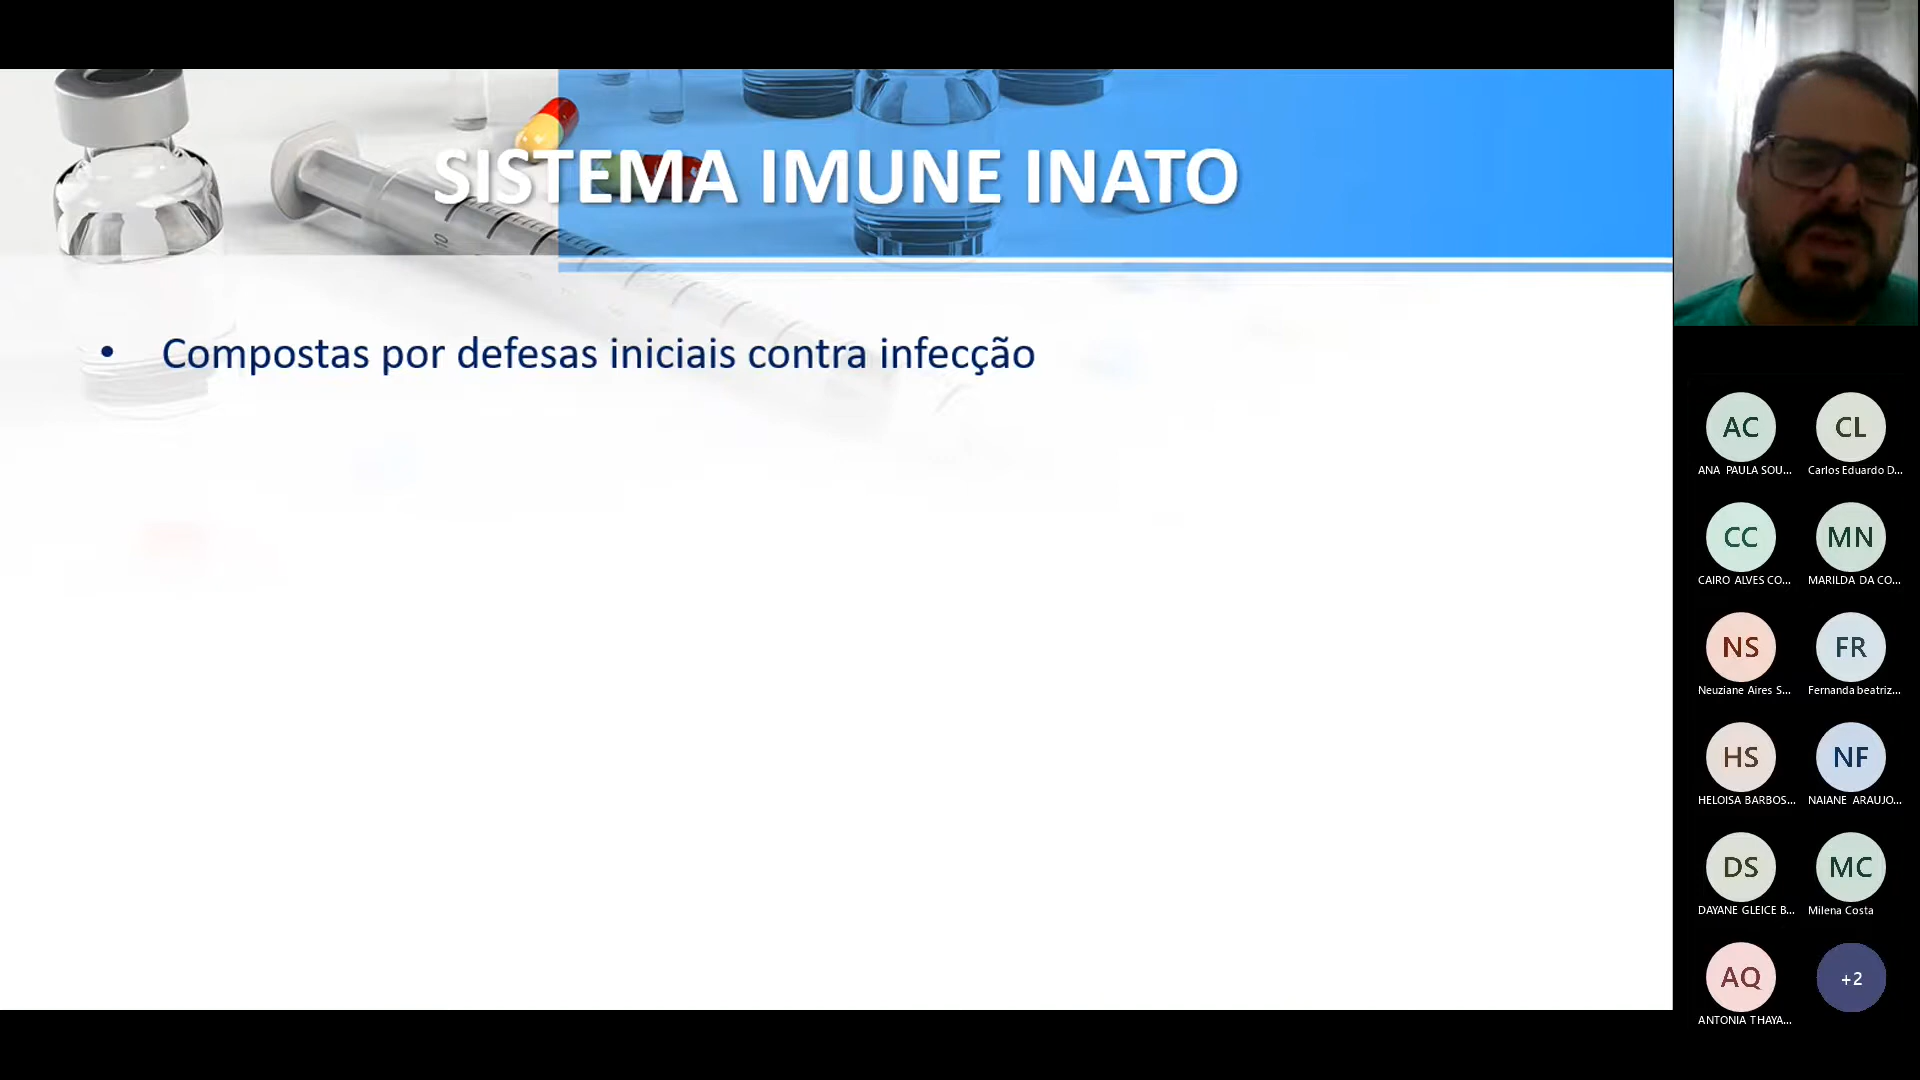 SISTEMA IMUNE INATO
• Compostas por defesas iniciais contra infecção
10
AC
CL
ANA PAULA SOU...
Carlos Eduardo D...
CC
MN
CAIRO ALVES CO...
MARILDA DA CO...
NS
FR
Neuziane Aires S...
Fernanda beatriz...
HS
NF
HELOISA BARBOS...
NAIANE ARAUJO...
DS
MC
DAYANE GLEICE B...
Milena Costa
AQ
+2
ANTONIA THAYA...